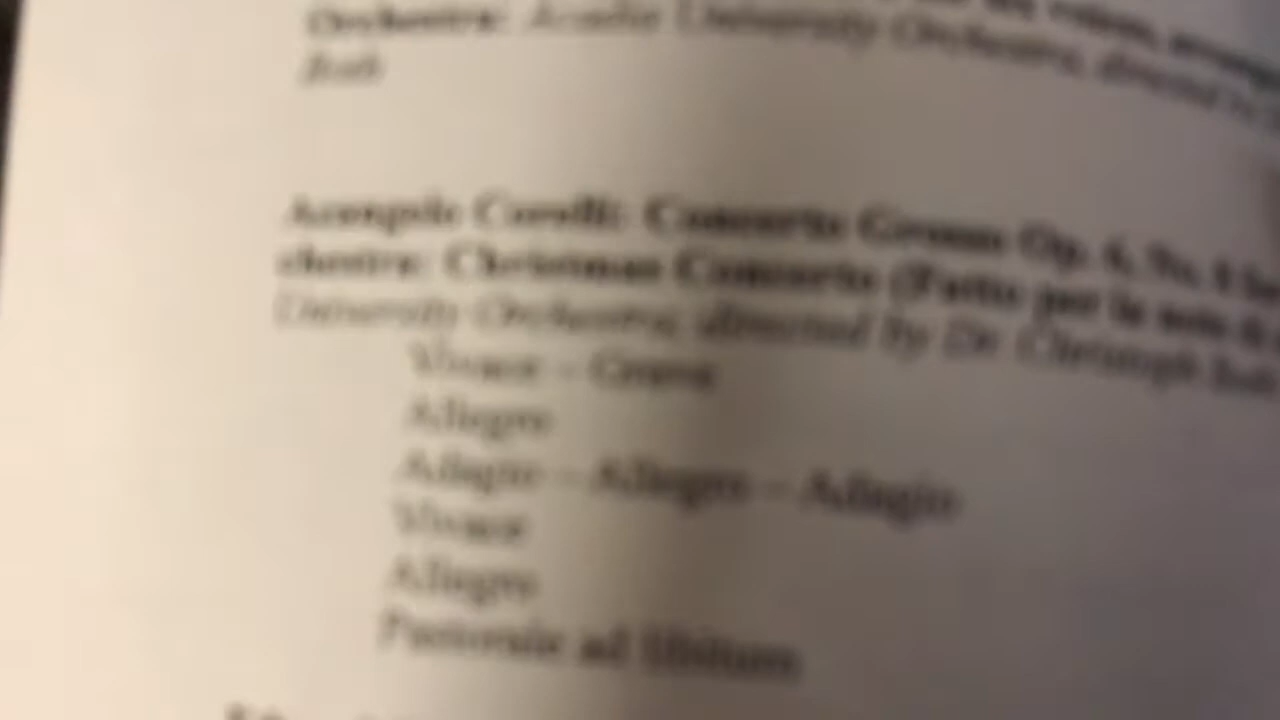 Orchestra: Acadia University Orchestra, directed by
Arcangelo Corelli: Concerto Grosso Op. 6, No. 8 for
chestra: Christmas Concerto (Fatto per la notte di
University Orchestra, directed by Dr. Christoph Both
Vivace – Grave
Allegro
Adagio – Allegro – Adagio
Vivace
Allegro
Pastorale ad libitum